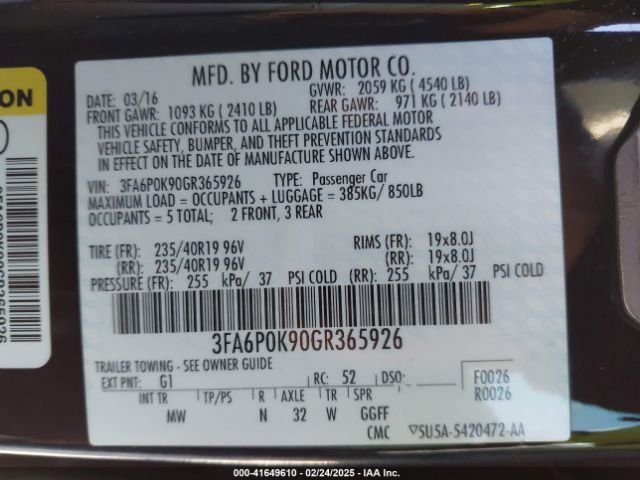 MFD. BY FORD MOTOR CO.
DATE: 03/16 GVWR: 2059 KG ( 4540 LB)
FRONT GAWR: 1093 KG ( 2410 LB) REAR GAWR: 971 KG ( 2140 LB)
THIS VEHICLE CONFORMS TO ALL APPLICABLE FEDERAL MOTOR
VEHICLE SAFETY, BUMPER, AND THEFT PREVENTION STANDARDS
IN EFFECT ON THE DATE OF MANUFACTURE SHOWN ABOVE.
VIN: 3FA6P0K90GR365926 TYPE: Passenger Car
MAXIMUM LOAD = OCCUPANTS + LUGGAGE = 385KG/ 850LB
OCCUPANTS = 5 TOTAL; 2 FRONT, 3 REAR
TIRE (FR): 235/40R19 96V RIMS (FR): 19x8.0J
(RR): 235/40R19 96V (RR): 19x8.0J
PRESSURE (FR): 255 kPa/ 37 PSI COLD (RR): 255 kPa/ 37 PSI COLD
3FA6P0K90GR365926
TRAILER TOWING - SEE OWNER GUIDE
EXT PNT: G1 RC: 52 DSO: F0026
R0026
INT TR TP/PS R AXLE TR SPR
MW N 32 W GGFF
CMC ▽5U5A-5420472-AA
ION
000-41649610 - 02/24/2025 - IAA Holdings, LLC.